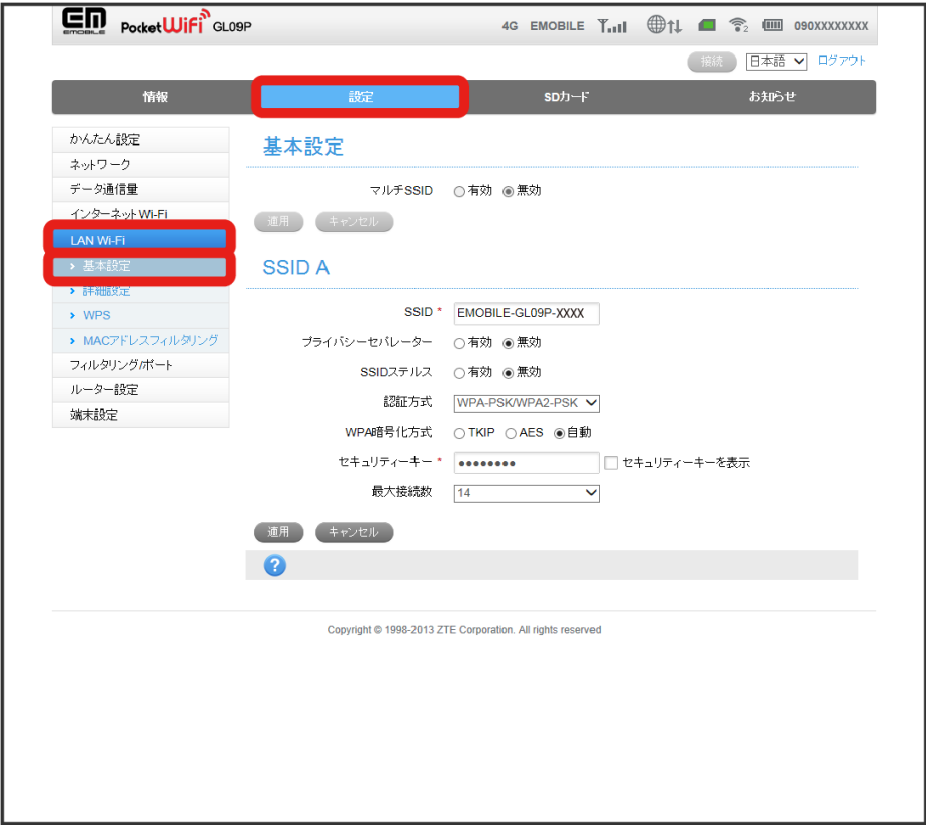 EM EMOBILE PocketWiFi GL09P 4G EMOBILE 2 090XXXXXXXX
接続 日本語 ログアウト
情報 設定 SDカード お知らせ
かんたん設定
ネットワーク
データ通信量
インターネットWi-Fi
LAN Wi-Fi
基本設定
詳細設定
WPS
MACアドレスフィルタリング
フィルタリング/ポート
ルーター設定
端末設定
基本設定
マルチSSID 有効 無効
適用 キャンセル
SSID A
SSID * EMOBILE-GL09P-XXXX
プライバシーセパレーター 有効 無効
SSIDステルス 有効 無効
認証方式 WPA-PSK/WPA2-PSK
WPA暗号化方式 TKIP AES 自動
セキュリティーキー * ●●●●●●●● セキュリティーキーを表示
最大接続数 14
適用 キャンセル
?
Copyright © 1998-2013 ZTE Corporation. All rights reserved